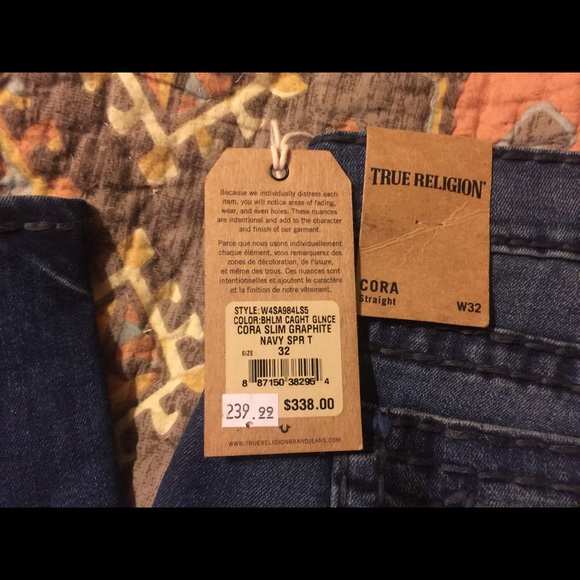 Because we individually distress each
item, you will notice areas of fading,
wear, and even holes. These nuances
are intentional and add to the character
and finish of our garment.
Parce que nous usons individuellement
chaque élément, vous remarquerez des
zones de décoloration, de l'usure,
et même des trous. Ces nuances sont
intentionnelles et ajoutent le caractère
et la finition de notre vêtement.
STYLE: W4SA984LS5
COLOR:BHLM CAGHT GLNCE
CORA SLIM GRAPHITE
NAVY SPR T
SIZE 32
8 87150 38295 4
239.99 $338.00
WWW.TRUERELIGIONBRANDJEANS.COM
TRUE RELIGION®
CORA
Straight W32